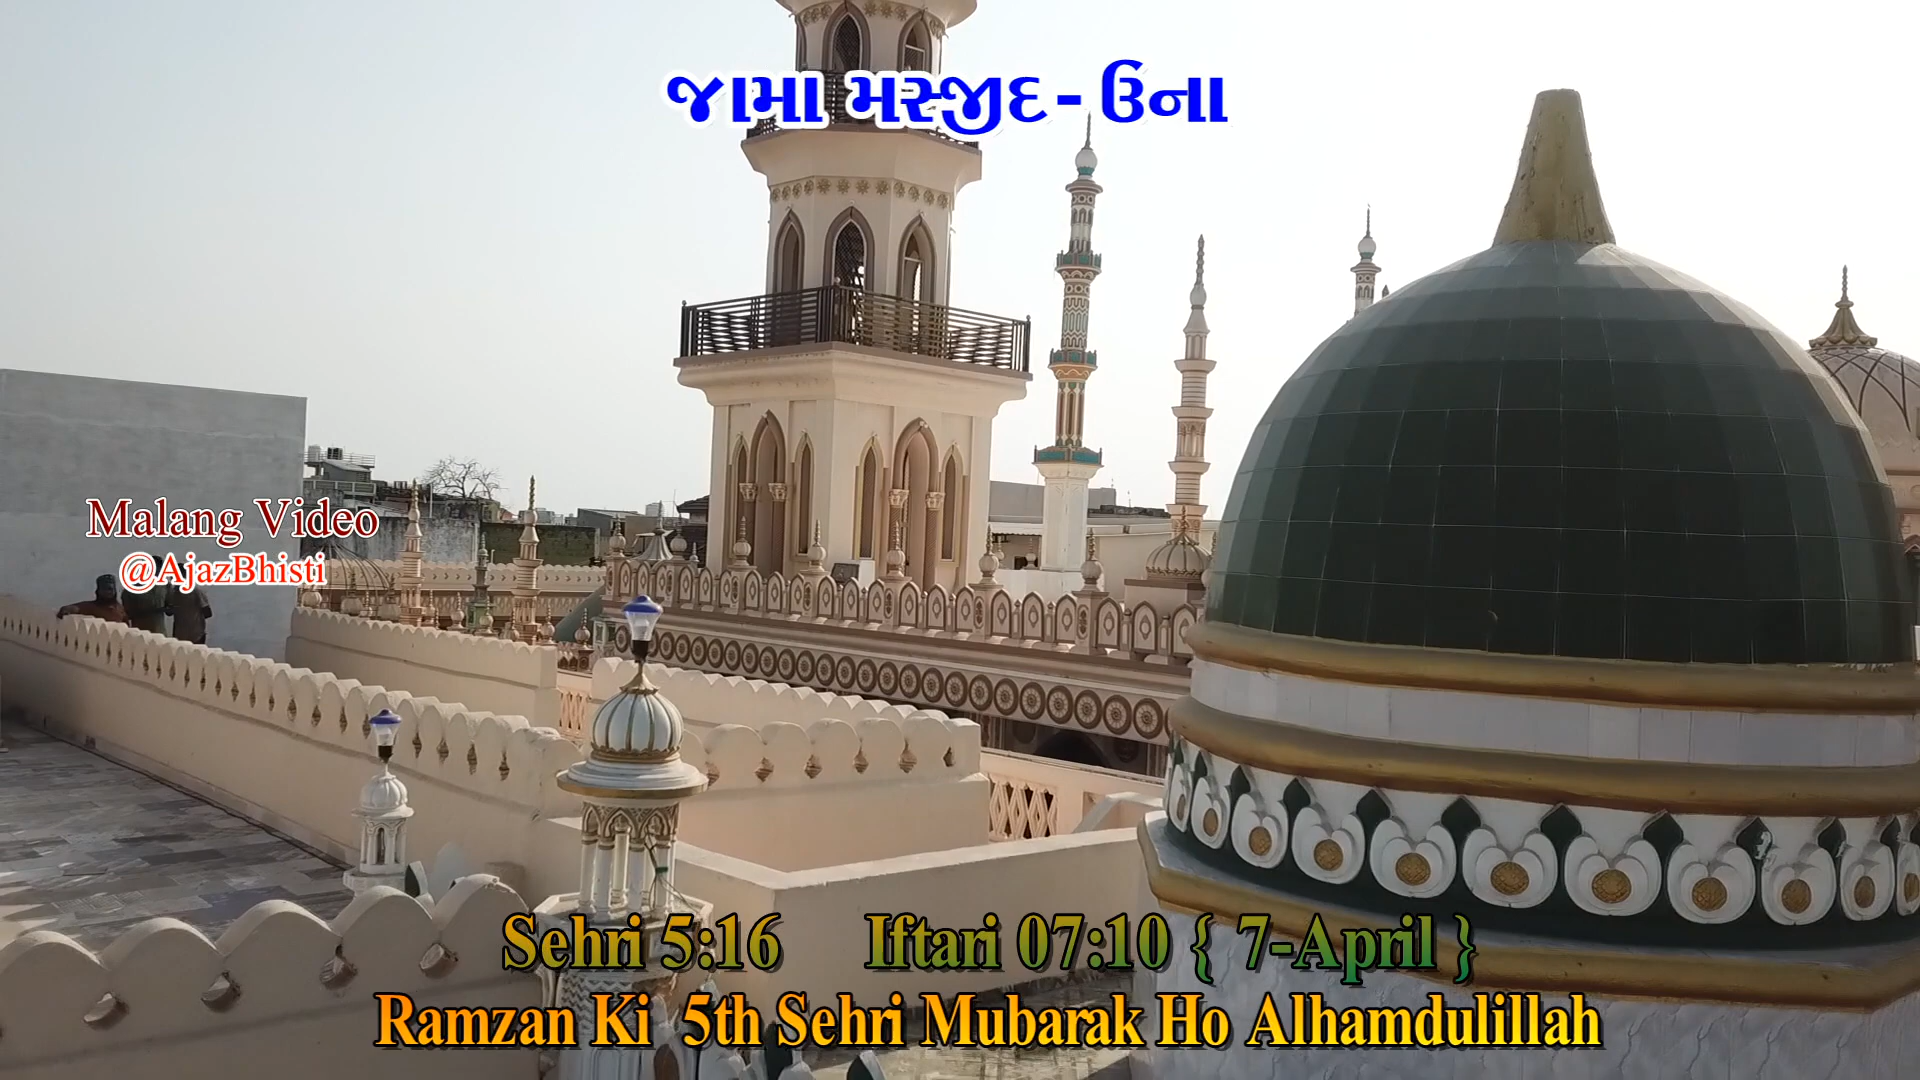 જામા મસ્જીદ - ઉના
Malang Video
@AjazBhisti
Sehri 5:16 Iftari 07:10 { 7-April }
Ramzan Ki 5th Sehri Mubarak Ho Alhamdulillah